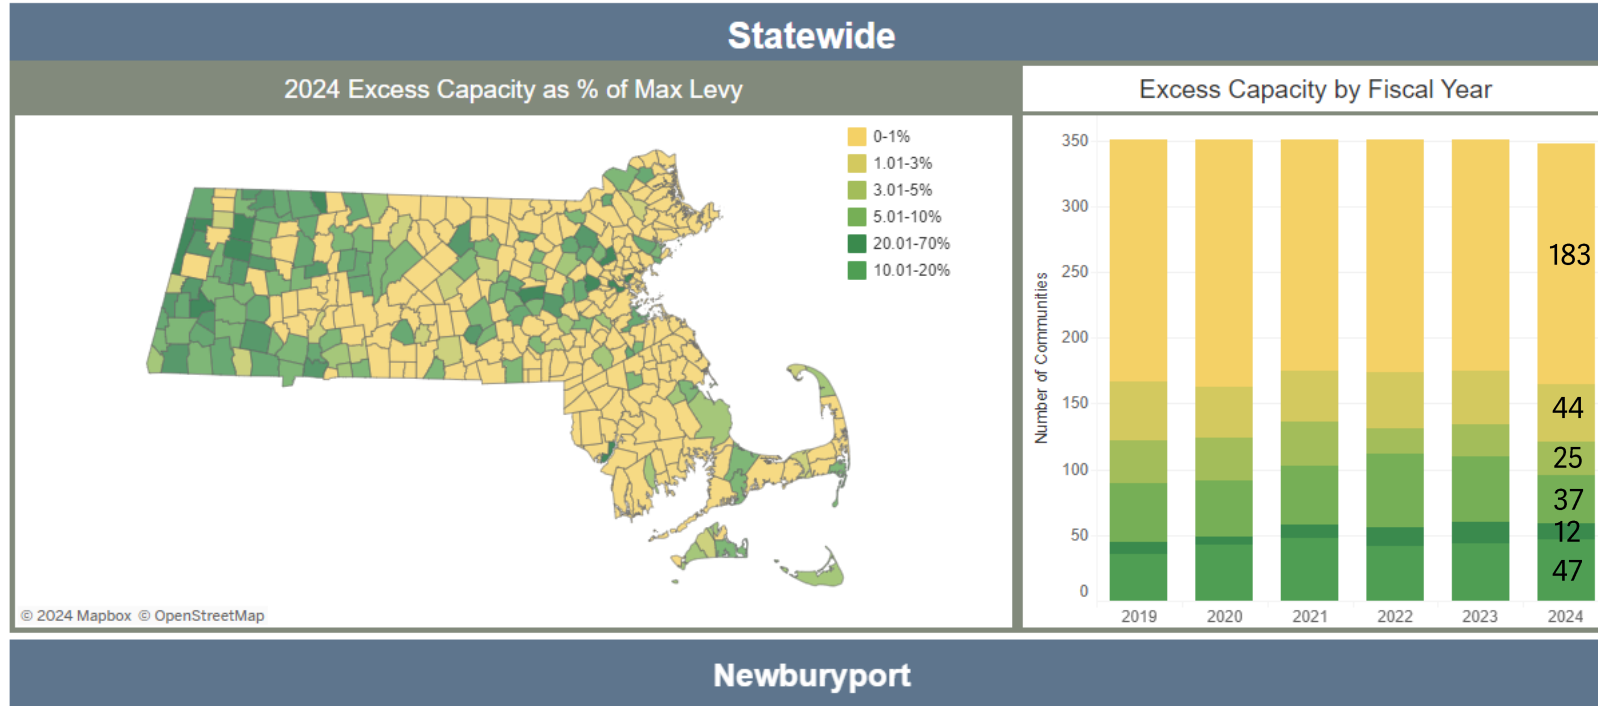 Statewide
2024 Excess Capacity as % of Max Levy
0-1%
1.01-3%
3.01-5%
5.01-10%
20.01-70%
10.01-20%
© 2024 Mapbox © OpenStreetMap
Excess Capacity by Fiscal Year
Number of Communities
350
300
250
200
150
100
50
0
183
44
25
37
12
47
2019 2020 2021 2022 2023 2024
Newburyport